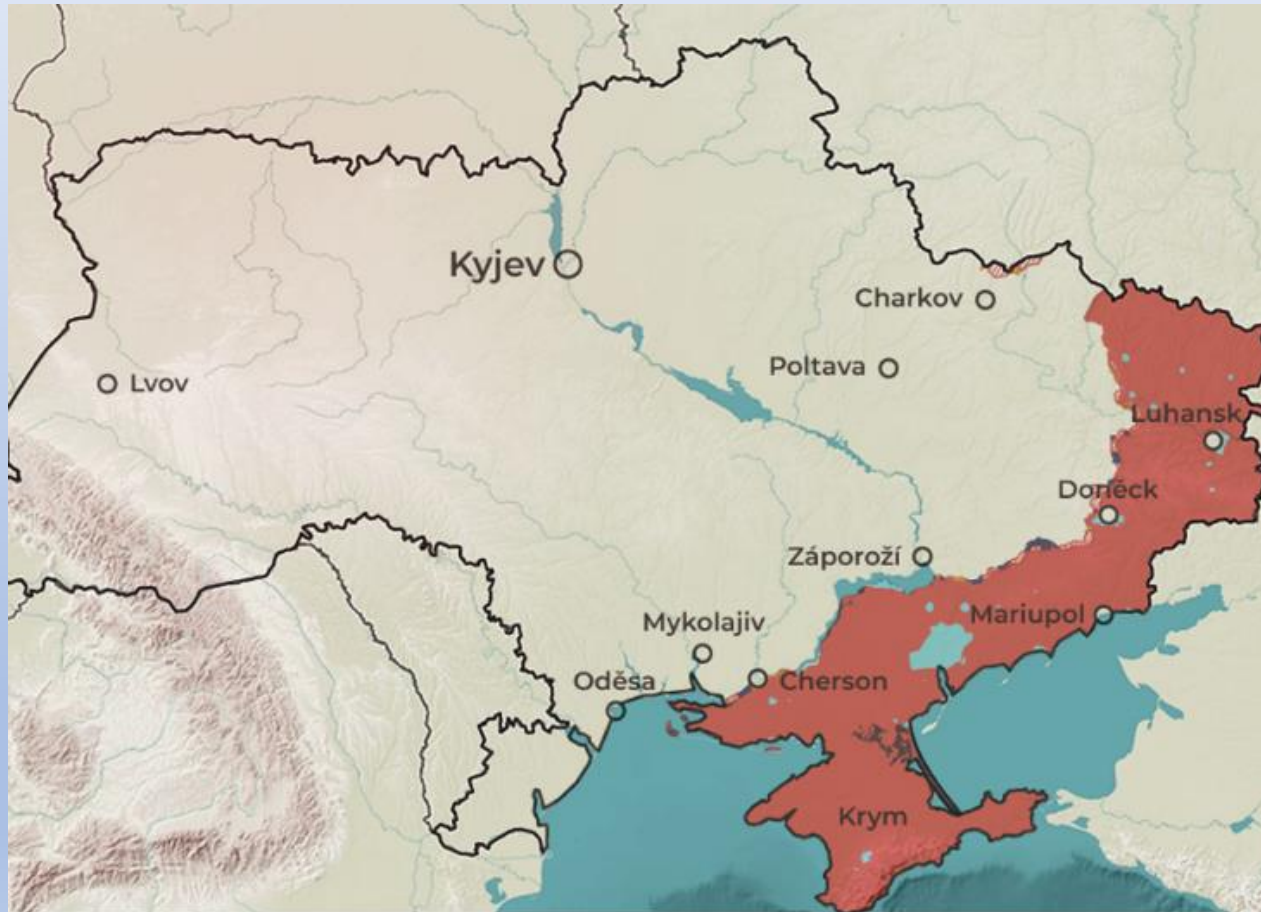 Kyjev
Charkov
Poltava
Lvov
Luhansk
Doněck
Záporoží
Mariupol
Mykolajiv
Oděsa
Cherson
Krym